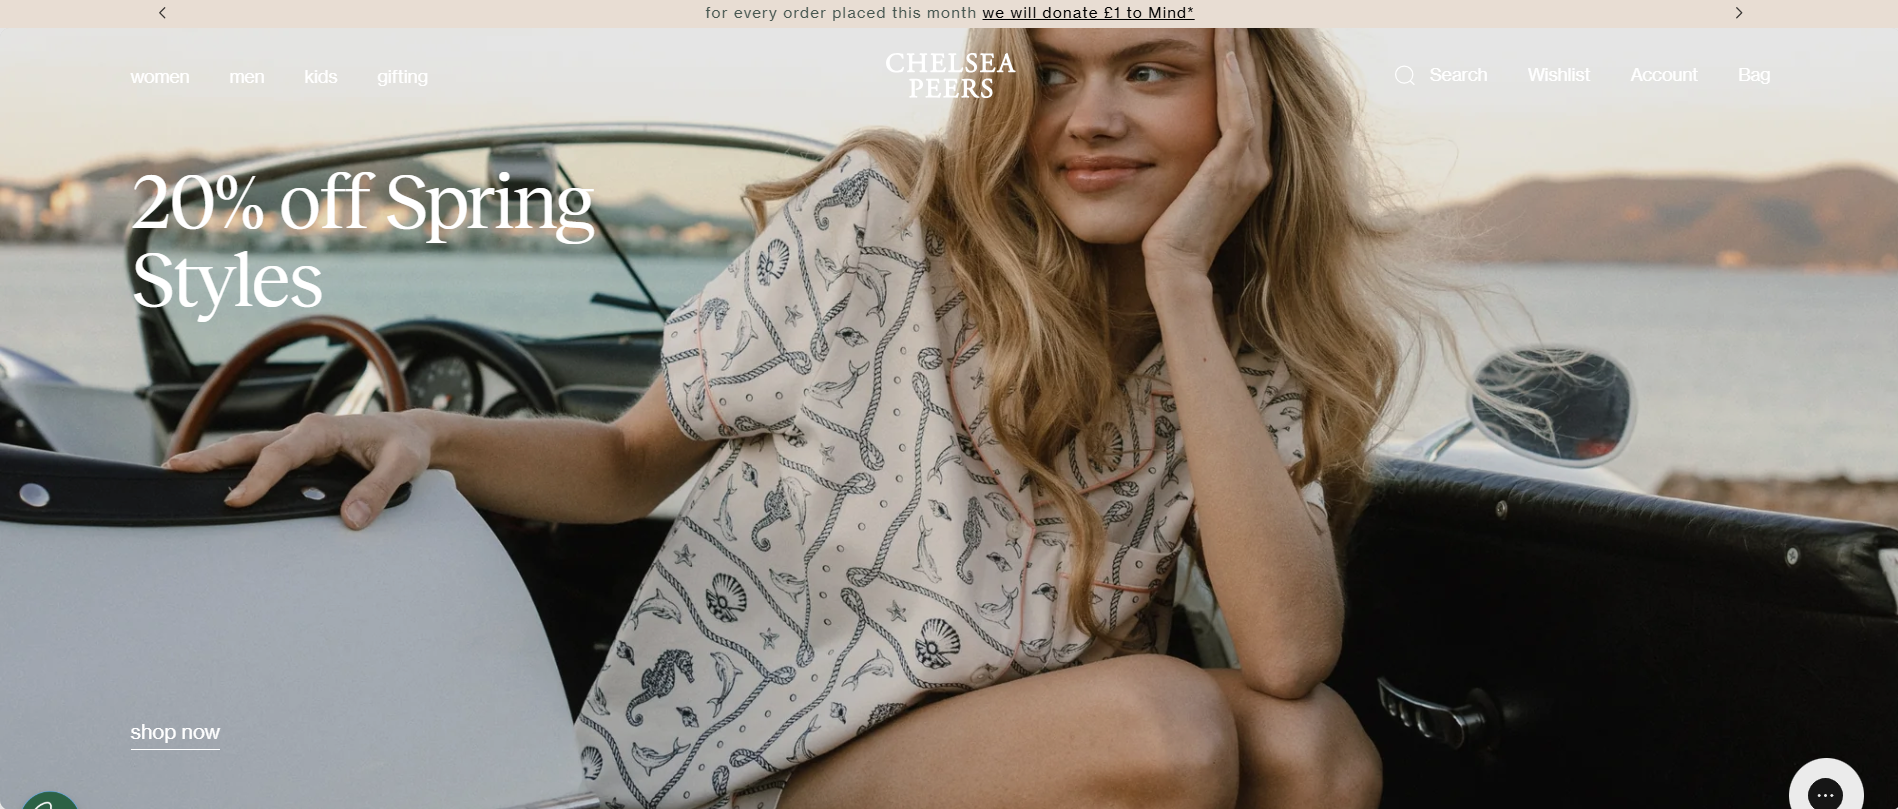 for every order placed this month we will donate £1 to Mind*
women men kids gifting
CHELSEA
PEERS
Search Wishlist Account Bag
20% off Spring
Styles
shop now